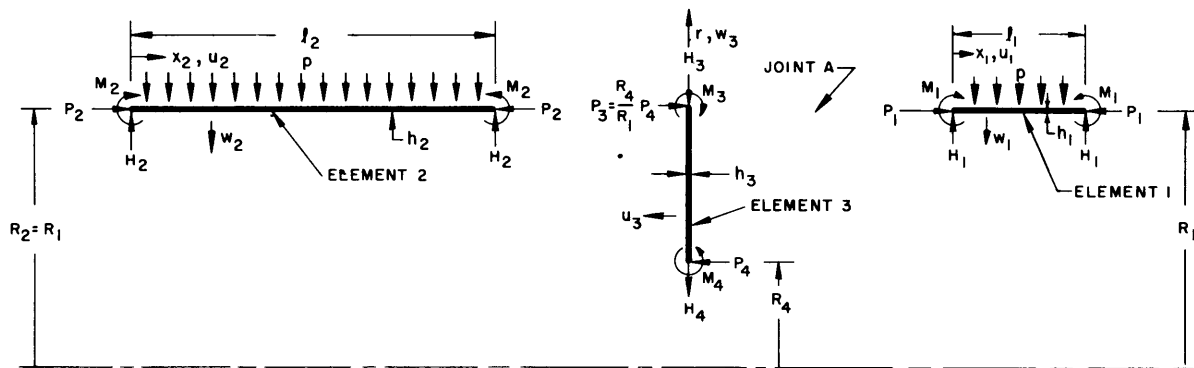 ℓ₂
x₂, u₂
p
M₂
M₂
P₂
P₂
H₂
H₂
w₂
h₂
ELEMENT 2
R₂ = R₁
r, w₃
H₃
M₃
P₃ = R₄/R₁ P₄
JOINT A
h₃
u₃
ELEMENT 3
P₄
M₄
H₄
R₄
ℓ₁
x₁, u₁
p
M₁
M₁
P₁
P₁
H₁
H₁
w₁
h₁
ELEMENT 1
R₁